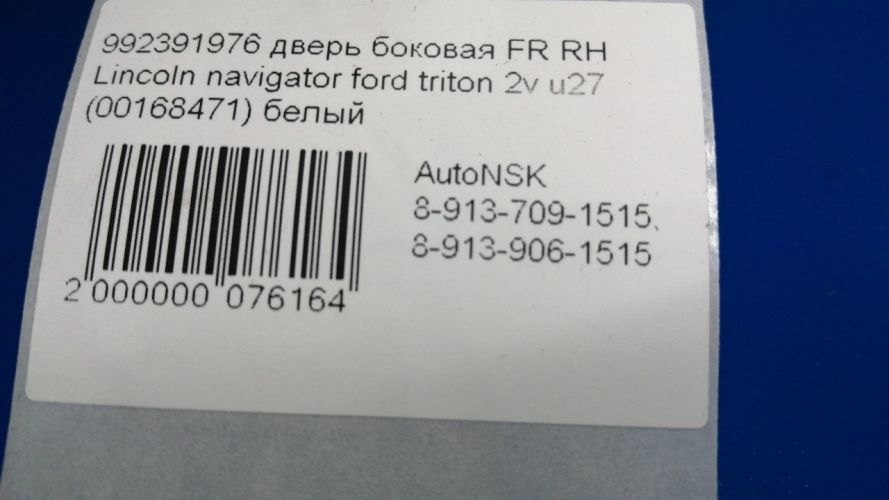 992391976 дверь боковая FR RH
Lincoln navigator ford triton 2v u27
(00168471) белый
AutoNSK
8-913-709-1515,
8-913-906-1515
2 000000 076164